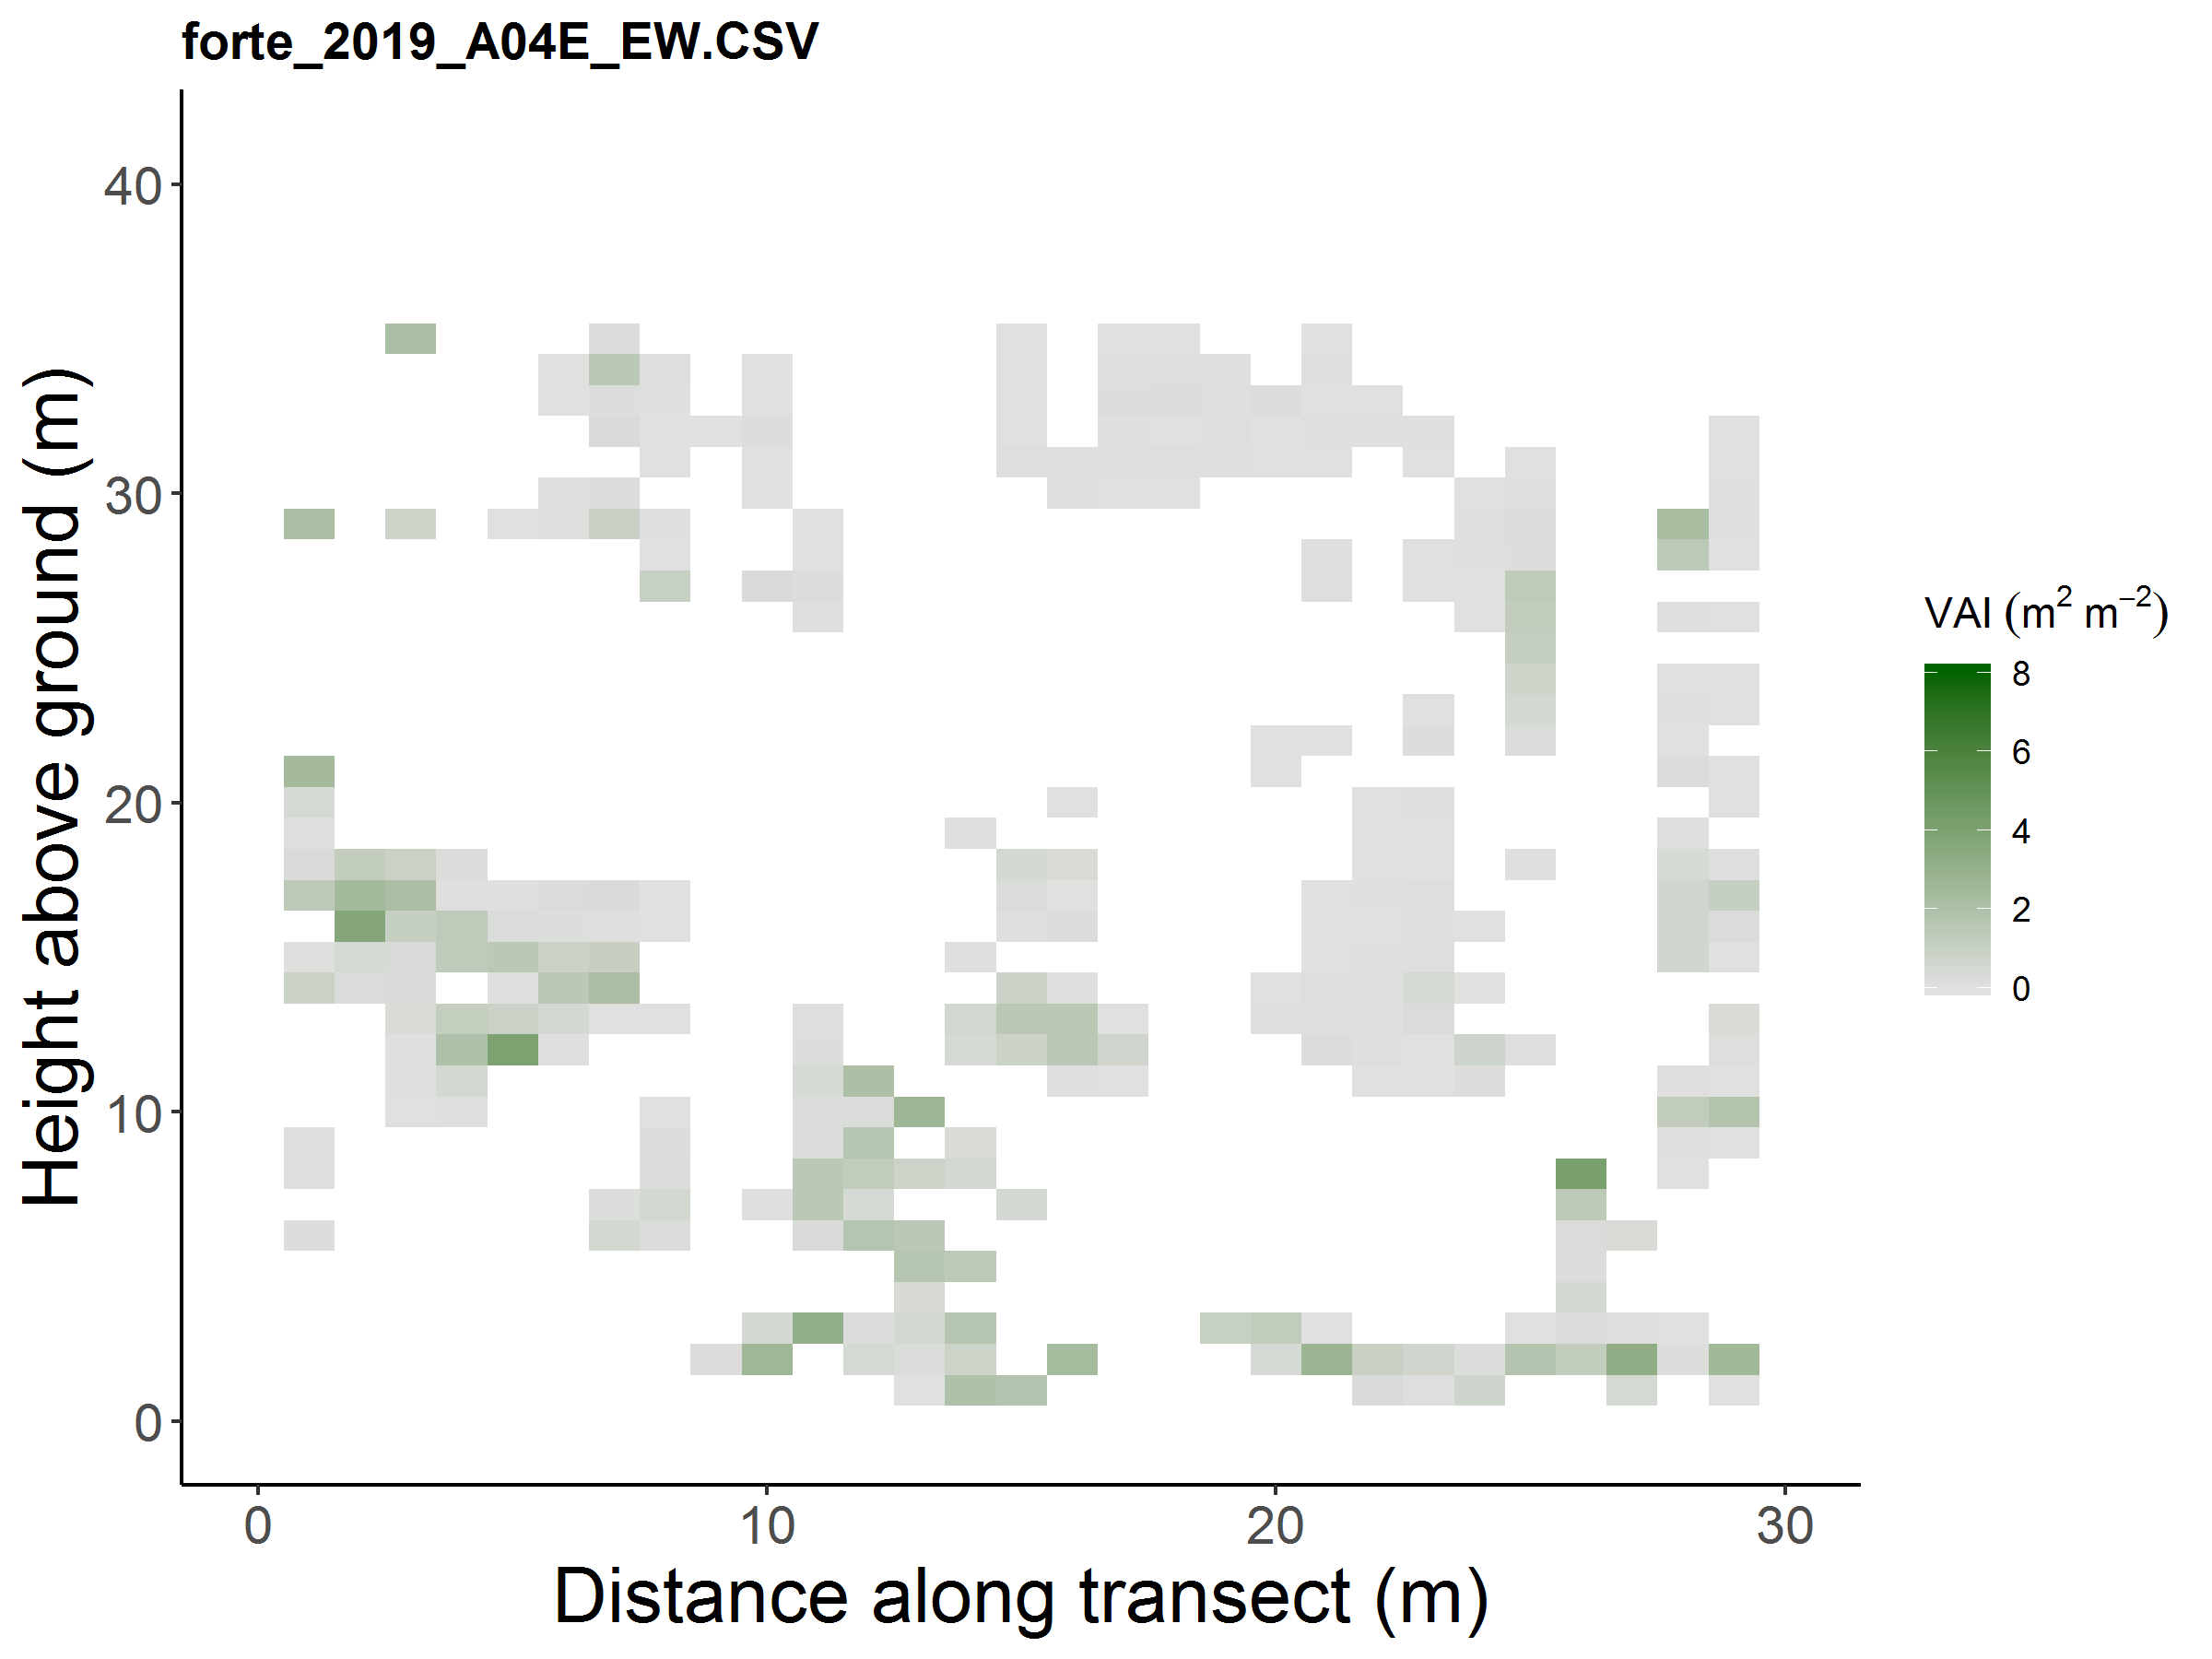 forte_2019_A04E_EW.CSV
40
30
20
10
0
Height above ground (m)
0 10 20 30
Distance along transect (m)
VAI (m² m⁻²)
8
6
4
2
0